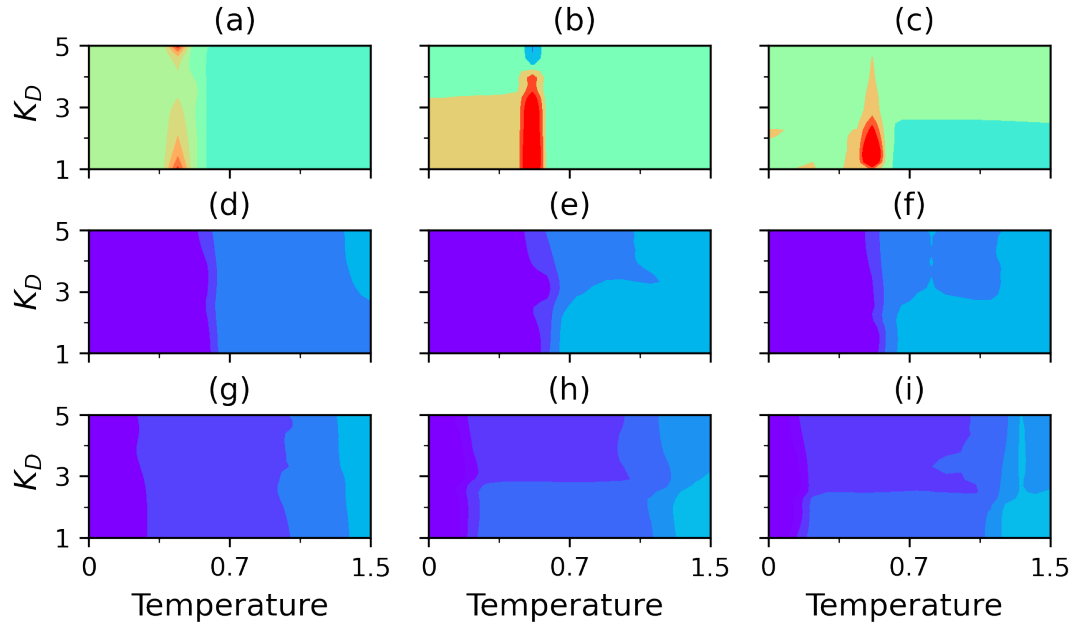 (a) (b) (c)
5
3
1
K_D
(d) (e) (f)
5
3
1
K_D
(g) (h) (i)
5
3
1
K_D
0 0.7 1.5 0 0.7 1.5 0 0.7 1.5
Temperature Temperature Temperature